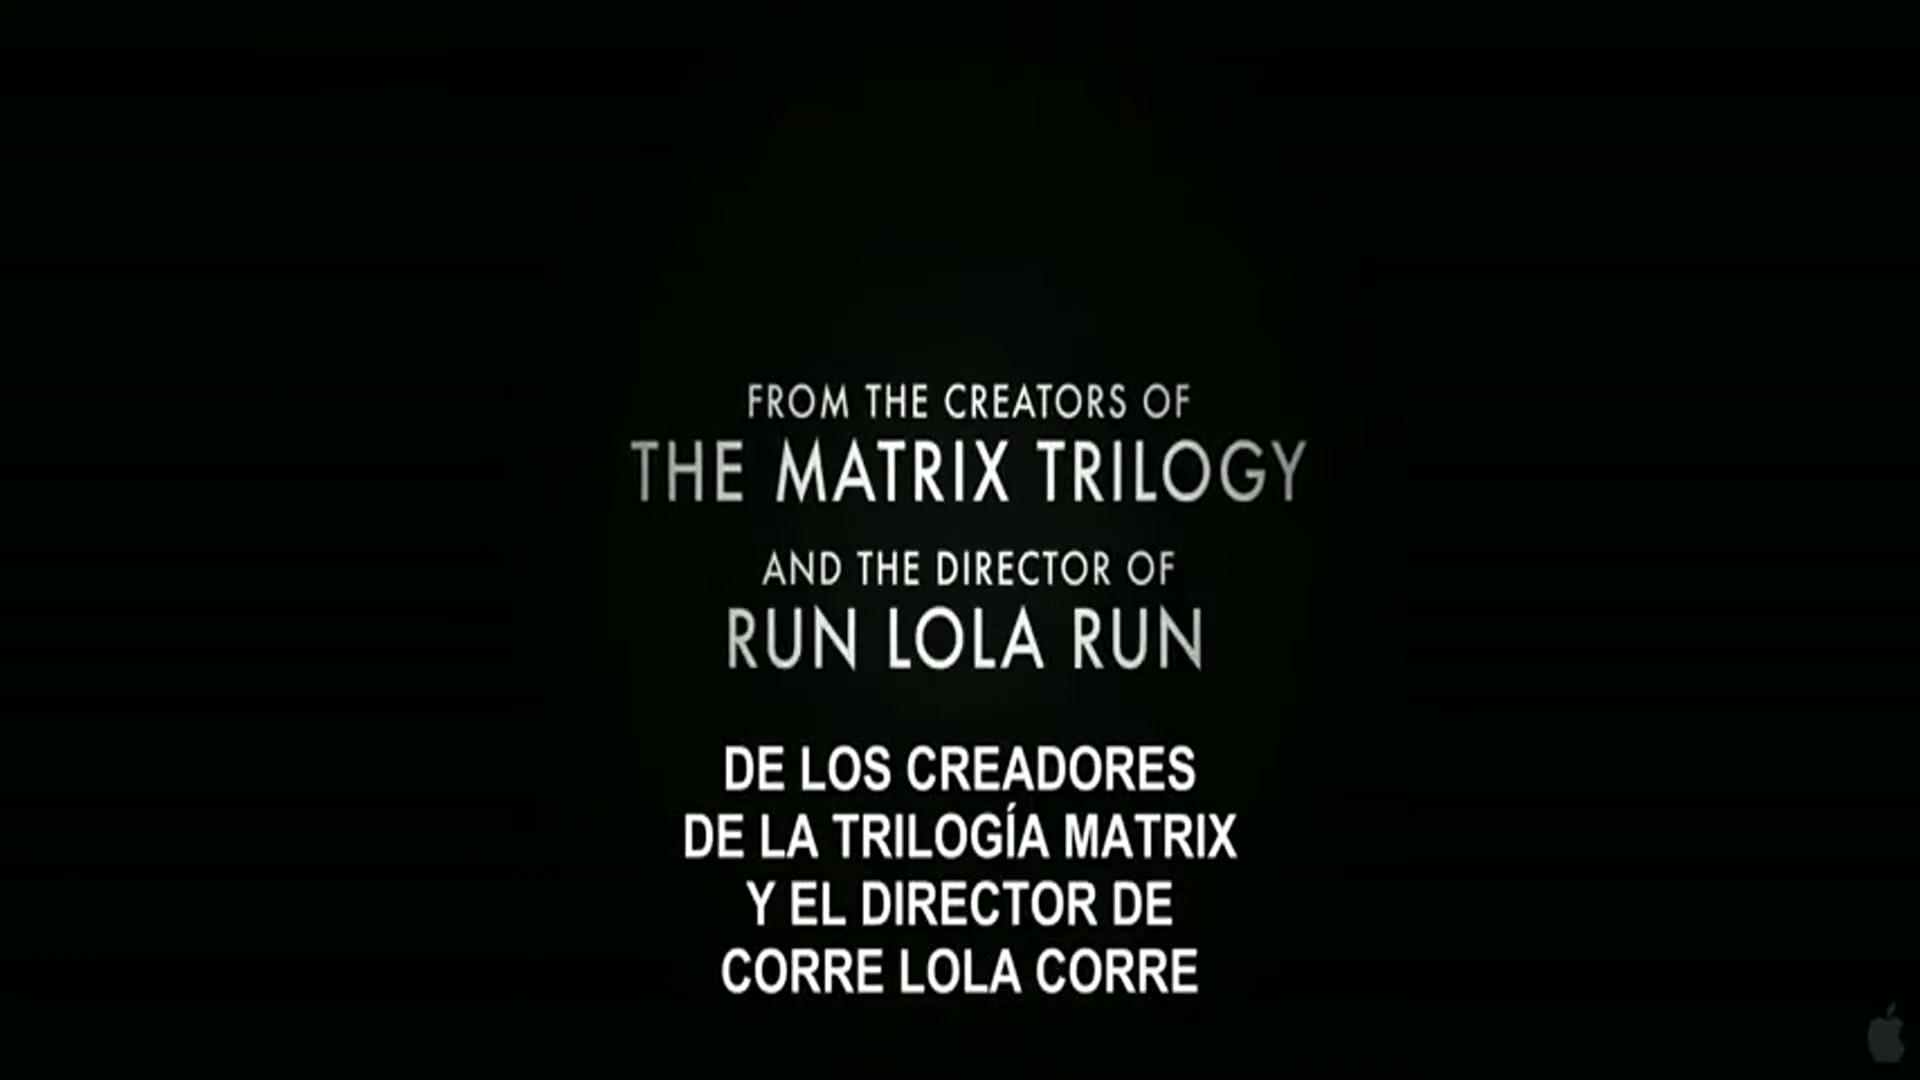 FROM THE CREATORS OF
THE MATRIX TRILOGY
AND THE DIRECTOR OF
RUN LOLA RUN
DE LOS CREADORES
DE LA TRILOGÍA MATRIX
Y EL DIRECTOR DE
CORRE LOLA CORRE